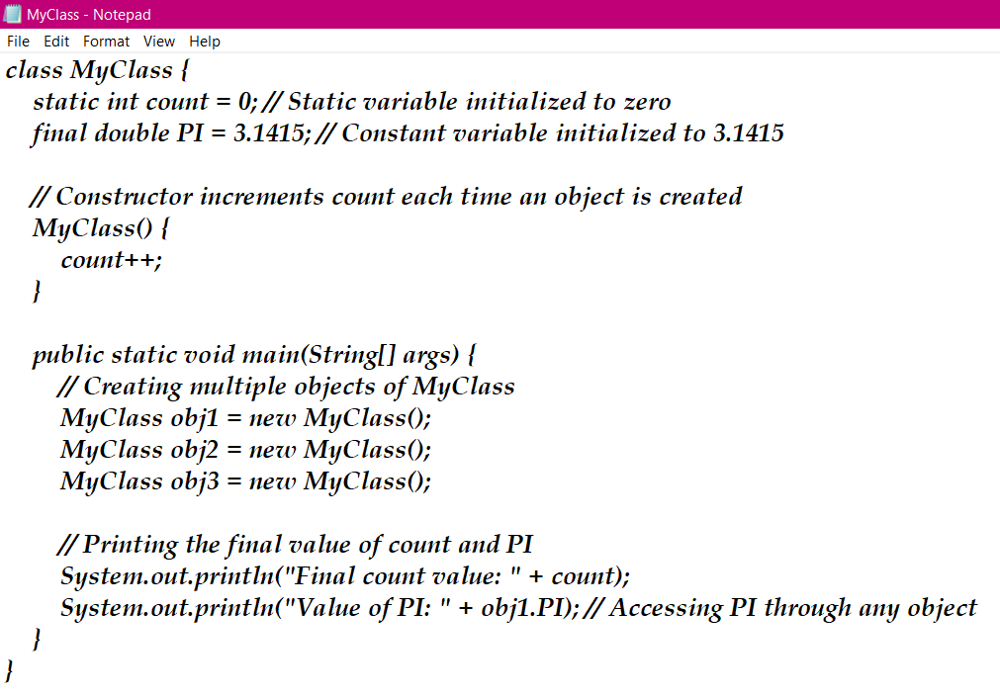 MyClass - Notepad
File Edit Format View Help
class MyClass {
static int count = 0; // Static variable initialized to zero
final double PI = 3.1415; // Constant variable initialized to 3.1415
// Constructor increments count each time an object is created
MyClass() {
count++;
}
public static void main(String[] args) {
// Creating multiple objects of MyClass
MyClass obj1 = new MyClass();
MyClass obj2 = new MyClass();
MyClass obj3 = new MyClass();
// Printing the final value of count and PI
System.out.println("Final count value: " + count);
System.out.println("Value of PI: " + obj1.PI); // Accessing PI through any object
}
}